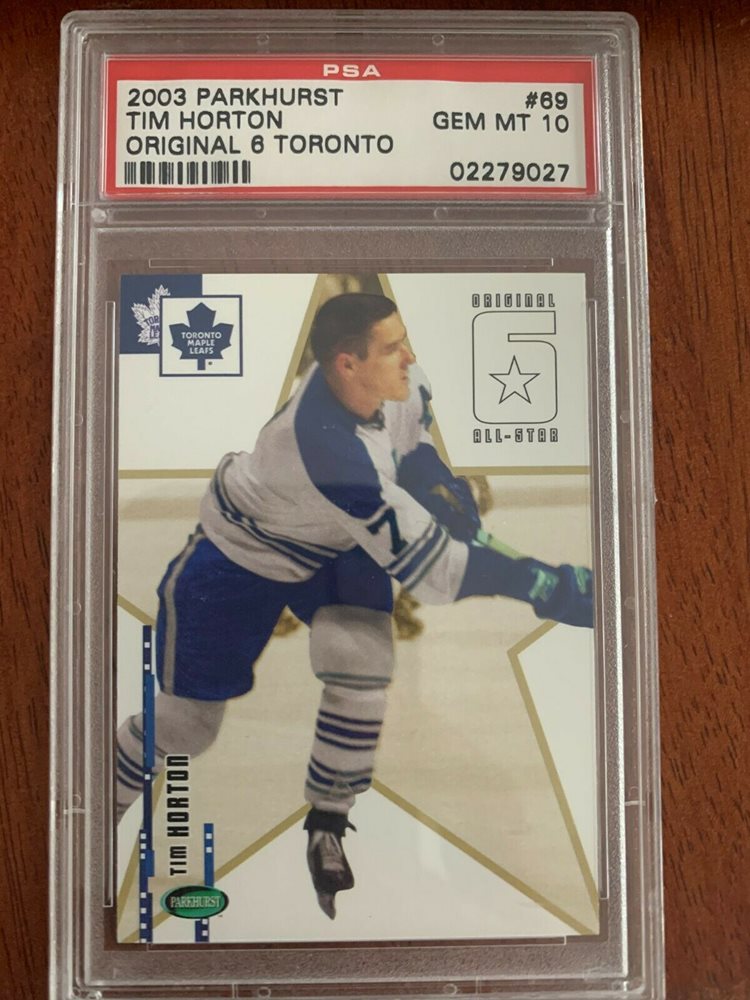 PSA
2003 PARKHURST #69
TIM HORTON GEM MT 10
ORIGINAL 6 TORONTO
02279027
TORONTO
MAPLE
LEAFS
ORIGINAL
6
ALL-STAR
7
TIM HORTON
PARKHURST